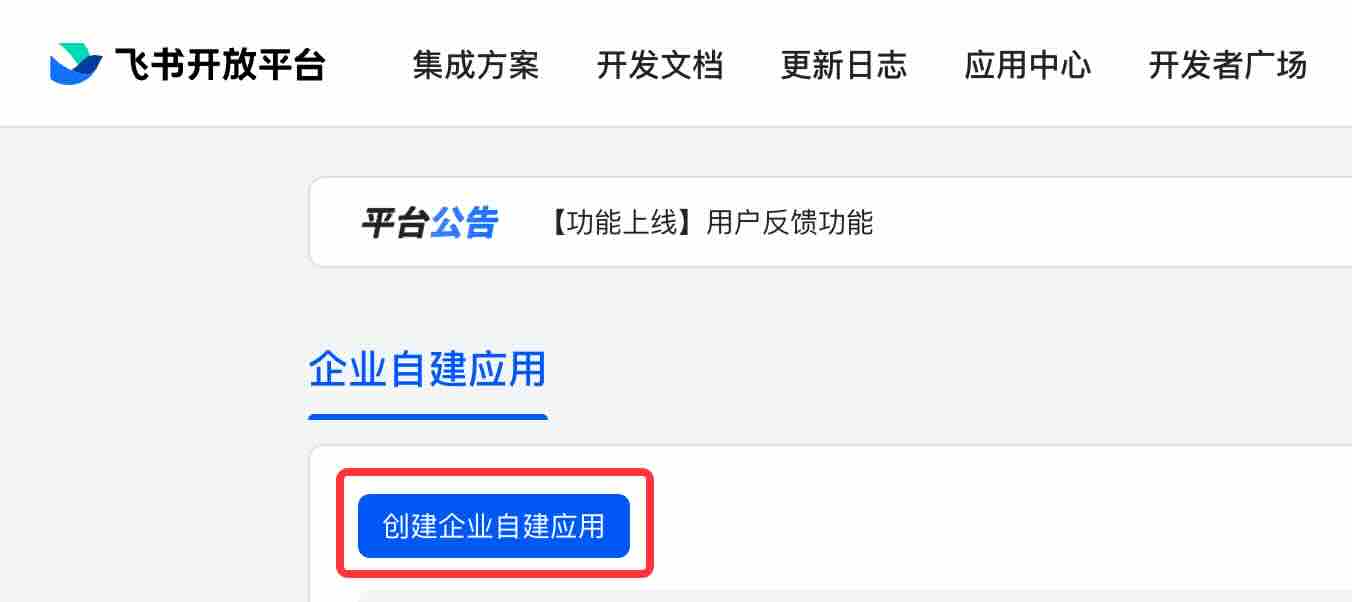 飞书开放平台 集成方案 开发文档 更新日志 应用中心 开发者广场
平台公告 【功能上线】用户反馈功能
企业自建应用
创建企业自建应用